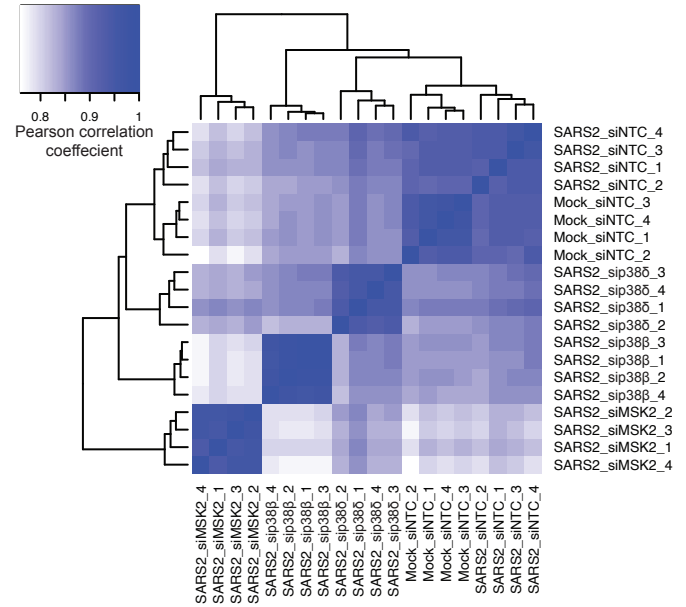 0.8 0.9 1
Pearson correlation
coeffecient
SARS2_siNTC_4
SARS2_siNTC_3
SARS2_siNTC_1
SARS2_siNTC_2
Mock_siNTC_3
Mock_siNTC_4
Mock_siNTC_1
Mock_siNTC_2
SARS2_sip38δ_3
SARS2_sip38δ_4
SARS2_sip38δ_1
SARS2_sip38δ_2
SARS2_sip38β_3
SARS2_sip38β_1
SARS2_sip38β_2
SARS2_sip38β_4
SARS2_siMSK2_2
SARS2_siMSK2_3
SARS2_siMSK2_1
SARS2_siMSK2_4
SARS2_siMSK2_4
SARS2_siMSK2_1
SARS2_siMSK2_3
SARS2_siMSK2_2
SARS2_sip38β_4
SARS2_sip38β_2
SARS2_sip38β_1
SARS2_sip38β_3
SARS2_sip38δ_2
SARS2_sip38δ_1
SARS2_sip38δ_4
SARS2_sip38δ_3
Mock_siNTC_2
Mock_siNTC_1
Mock_siNTC_4
Mock_siNTC_3
SARS2_siNTC_2
SARS2_siNTC_1
SARS2_siNTC_3
SARS2_siNTC_4